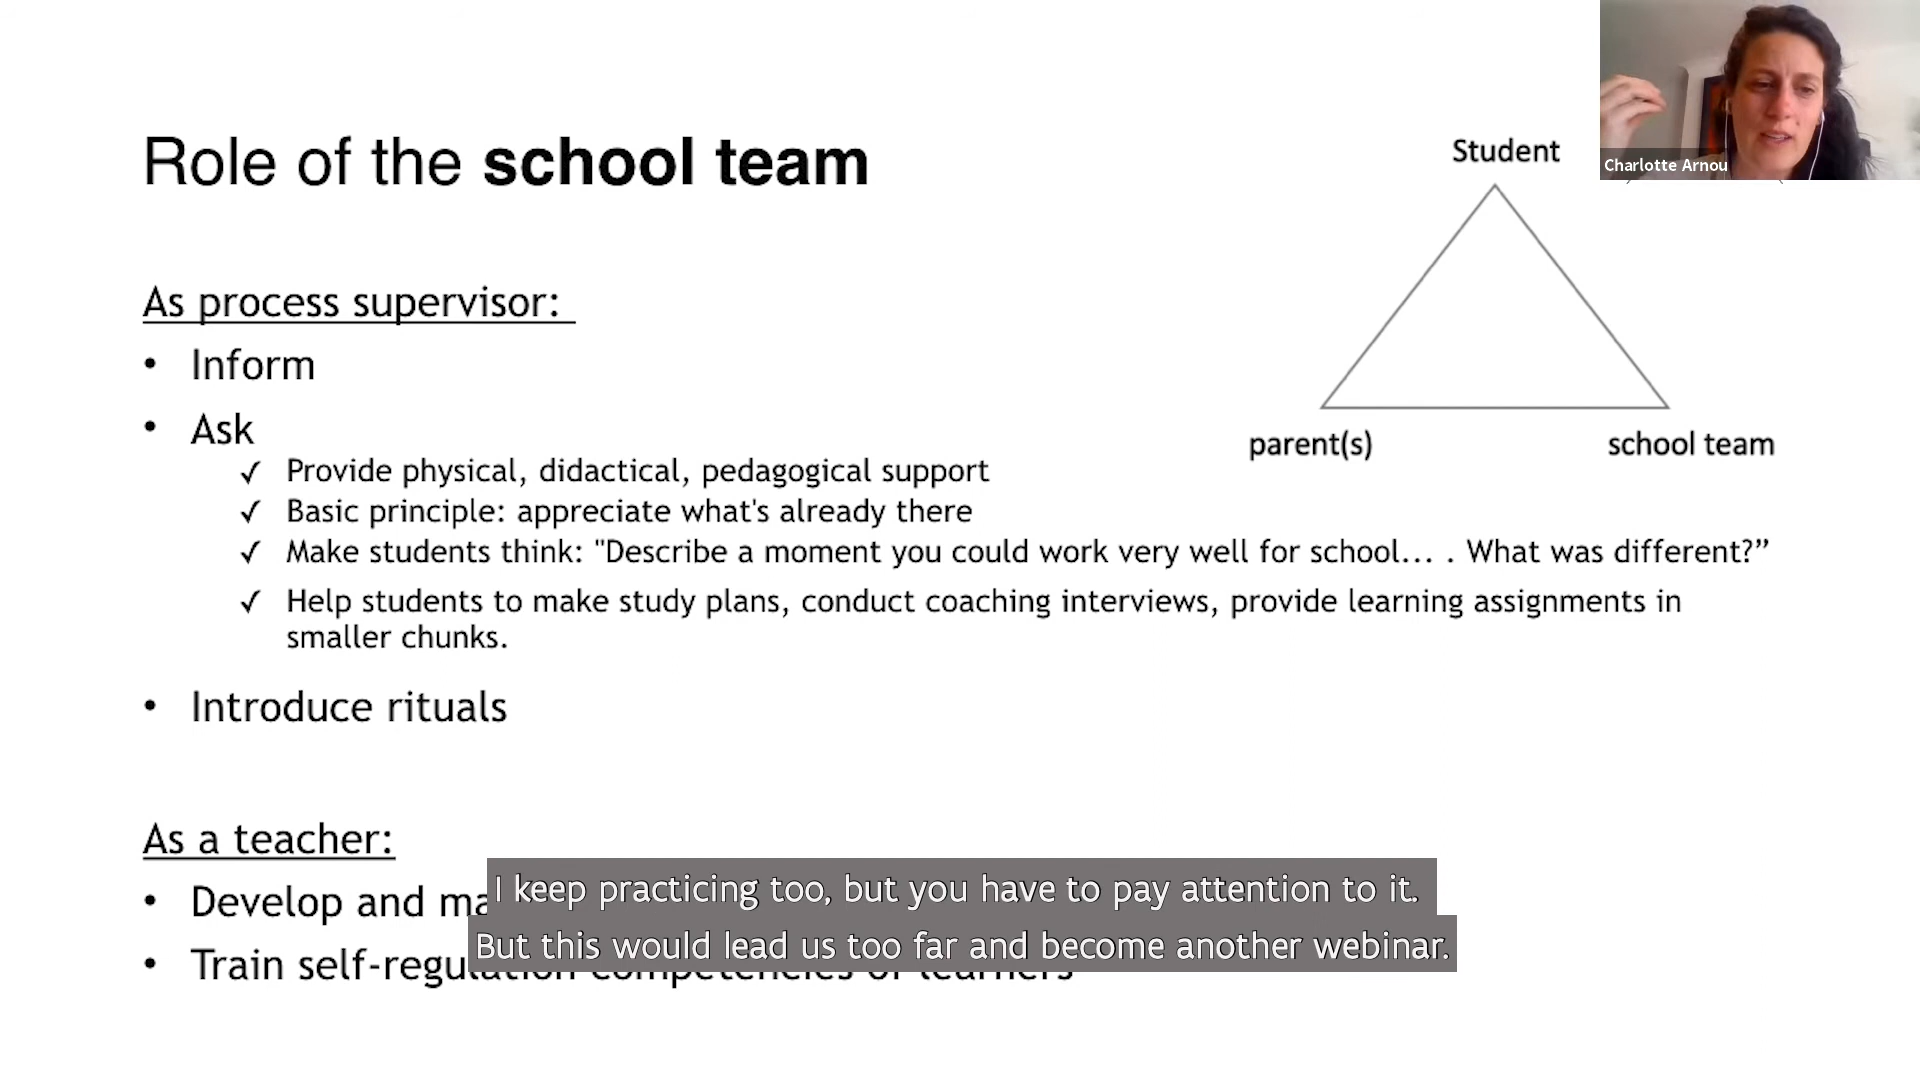 Role of the school team
Charlotte Arnou
Student
parent(s)
school team
As process supervisor:
• Inform
• Ask
✓ Provide physical, didactical, pedagogical support
✓ Basic principle: appreciate what's already there
✓ Make students think: "Describe a moment you could work very well for school... . What was different?”
✓ Help students to make study plans, conduct coaching interviews, provide learning assignments in
smaller chunks.
• Introduce rituals
As a teacher:
• Develop and
• Train self-regulation competencies of learners
I keep practicing too, but you have to pay attention to it.
But this would lead us too far and become another webinar.